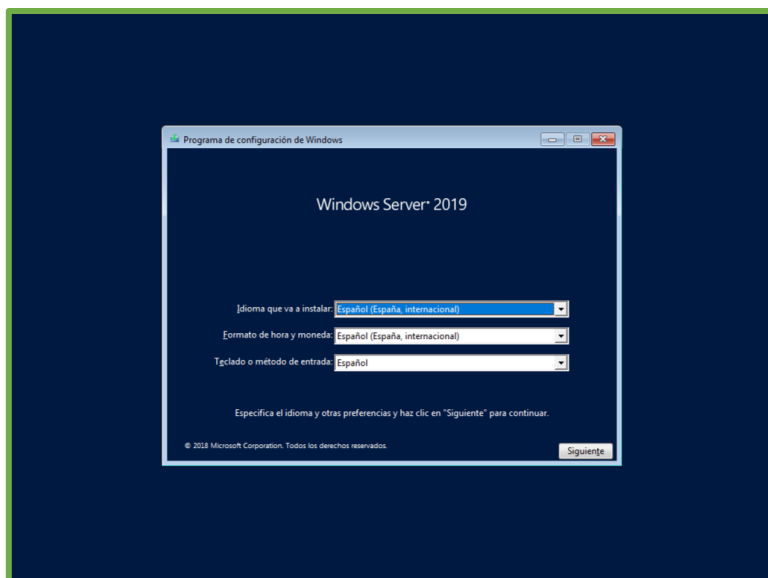 Programa de configuración de Windows
Windows Server® 2019
Idioma que va a instalar: Español (España, internacional)
Formato de hora y moneda: Español (España, internacional)
Teclado o método de entrada: Español
Especifica el idioma y otras preferencias y haz clic en "Siguiente" para continuar.
© 2018 Microsoft Corporation. Todos los derechos reservados.
Siguiente